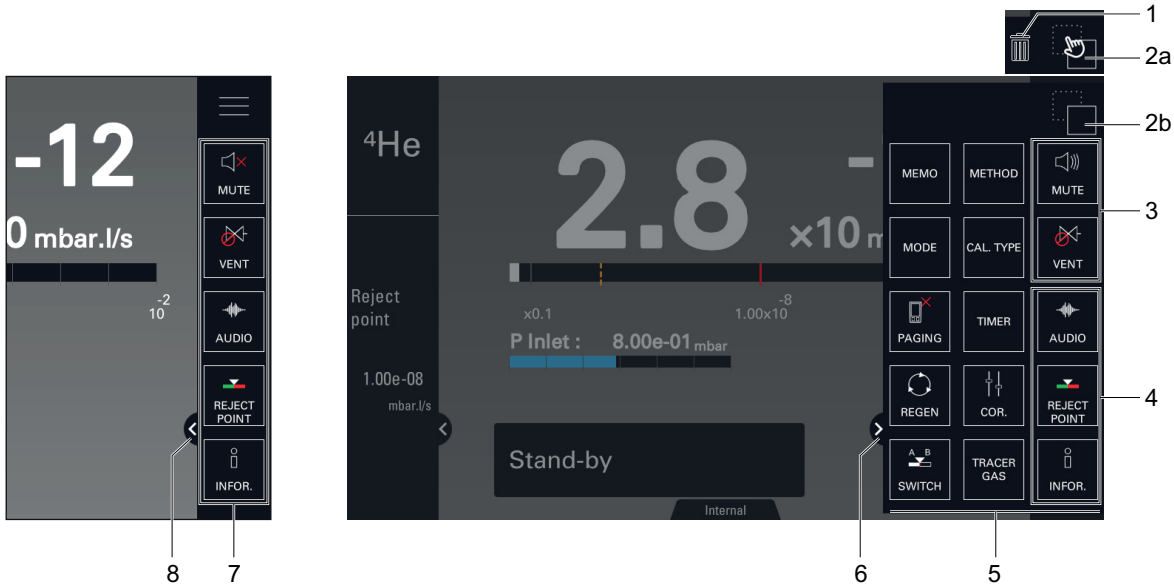 1
2a
2b
-12
0 mbar.l/s
-2
10
MUTE
VENT
AUDIO
REJECT
POINT
INFOR.
8
7
4He
Reject
point
1.00e-08
mbar.l/s
2.8 -
×10 m
x0.1
-8
1.00x10
P Inlet : 8.00e-01 mbar
Stand-by
Internal
MEMO
METHOD
MUTE
MODE
CAL. TYPE
VENT
3
PAGING
TIMER
AUDIO
REGEN
COR.
REJECT
POINT
4
A B
SWITCH
TRACER
GAS
INFOR.
6
5